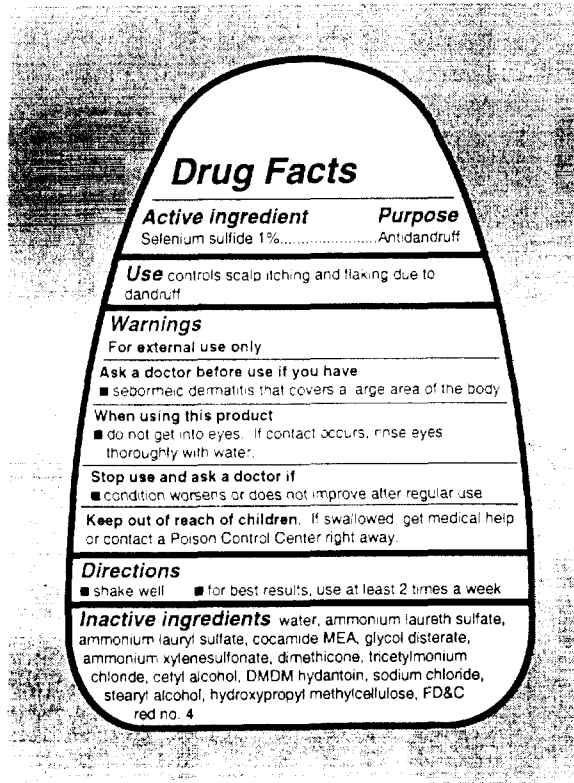 Drug Facts
Active ingredient Purpose
Selenium sulfide 1%......................Antidandruff
Use controls scalp itching and flaking due to
dandruff
Warnings
For external use only
Ask a doctor before use if you have
■ seborrneic dermatitis that covers a large area of the body
When using this product
■ do not get into eyes. If contact occurs, rinse eyes
thoroughly with water.
Stop use and ask a doctor if
■ condition worsens or does not improve after regular use
Keep out of reach of children. If swallowed, get medical help
or contact a Poison Control Center right away.
Directions
■ shake well ■ for best results, use at least 2 times a week
Inactive ingredients water, ammonium laureth sulfate,
ammonium lauryl sulfate, cocamide MEA, glycol disterate,
ammonium xylenesulfonate, dimethicone, tricetylmonium
chloride, cetyl alcohol, DMDM hydantoin, sodium chloride,
stearyl alcohol, hydroxypropyl methylcellulose, FD&C
red no. 4